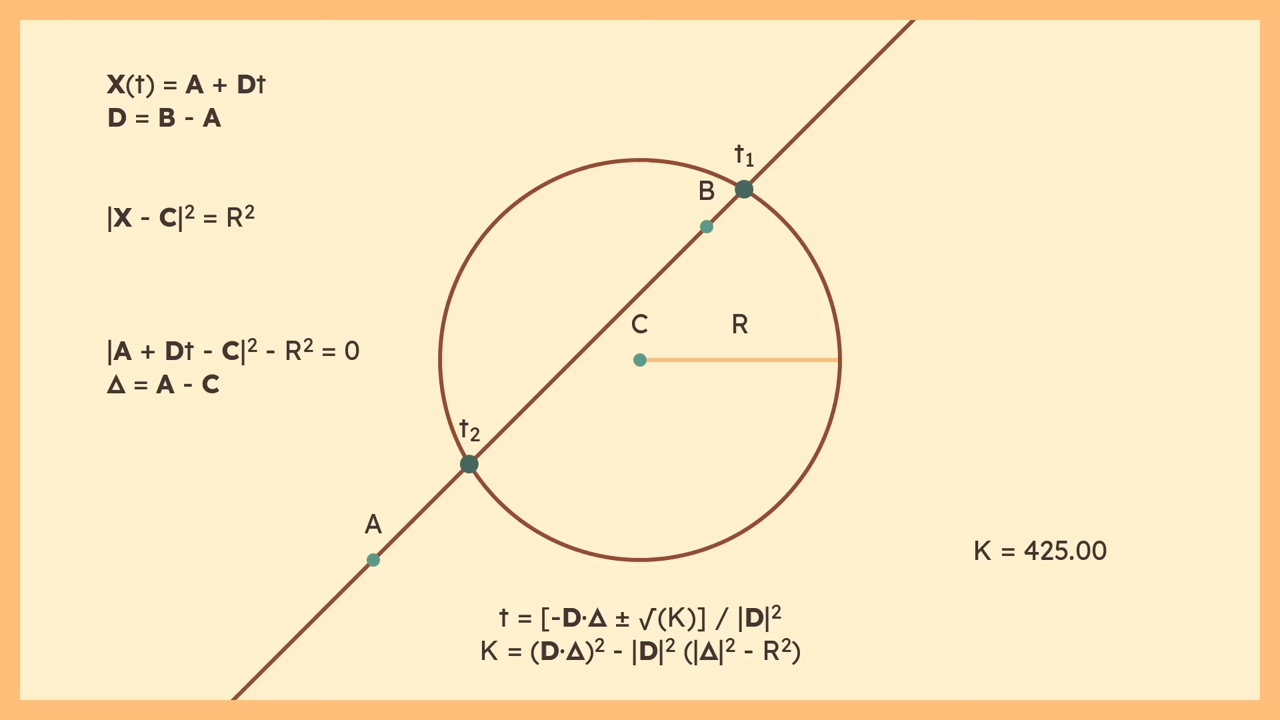 X(t) = A + Dt
D = B - A
|X - C|² = R²
|A + Dt - C|² - R² = 0
Δ = A - C
t₁
B
C
R
t₂
A
K = 425.00
t = [-D·Δ ± √(K)] / |D|²
K = (D·Δ)² - |D|² (|Δ|² - R²)